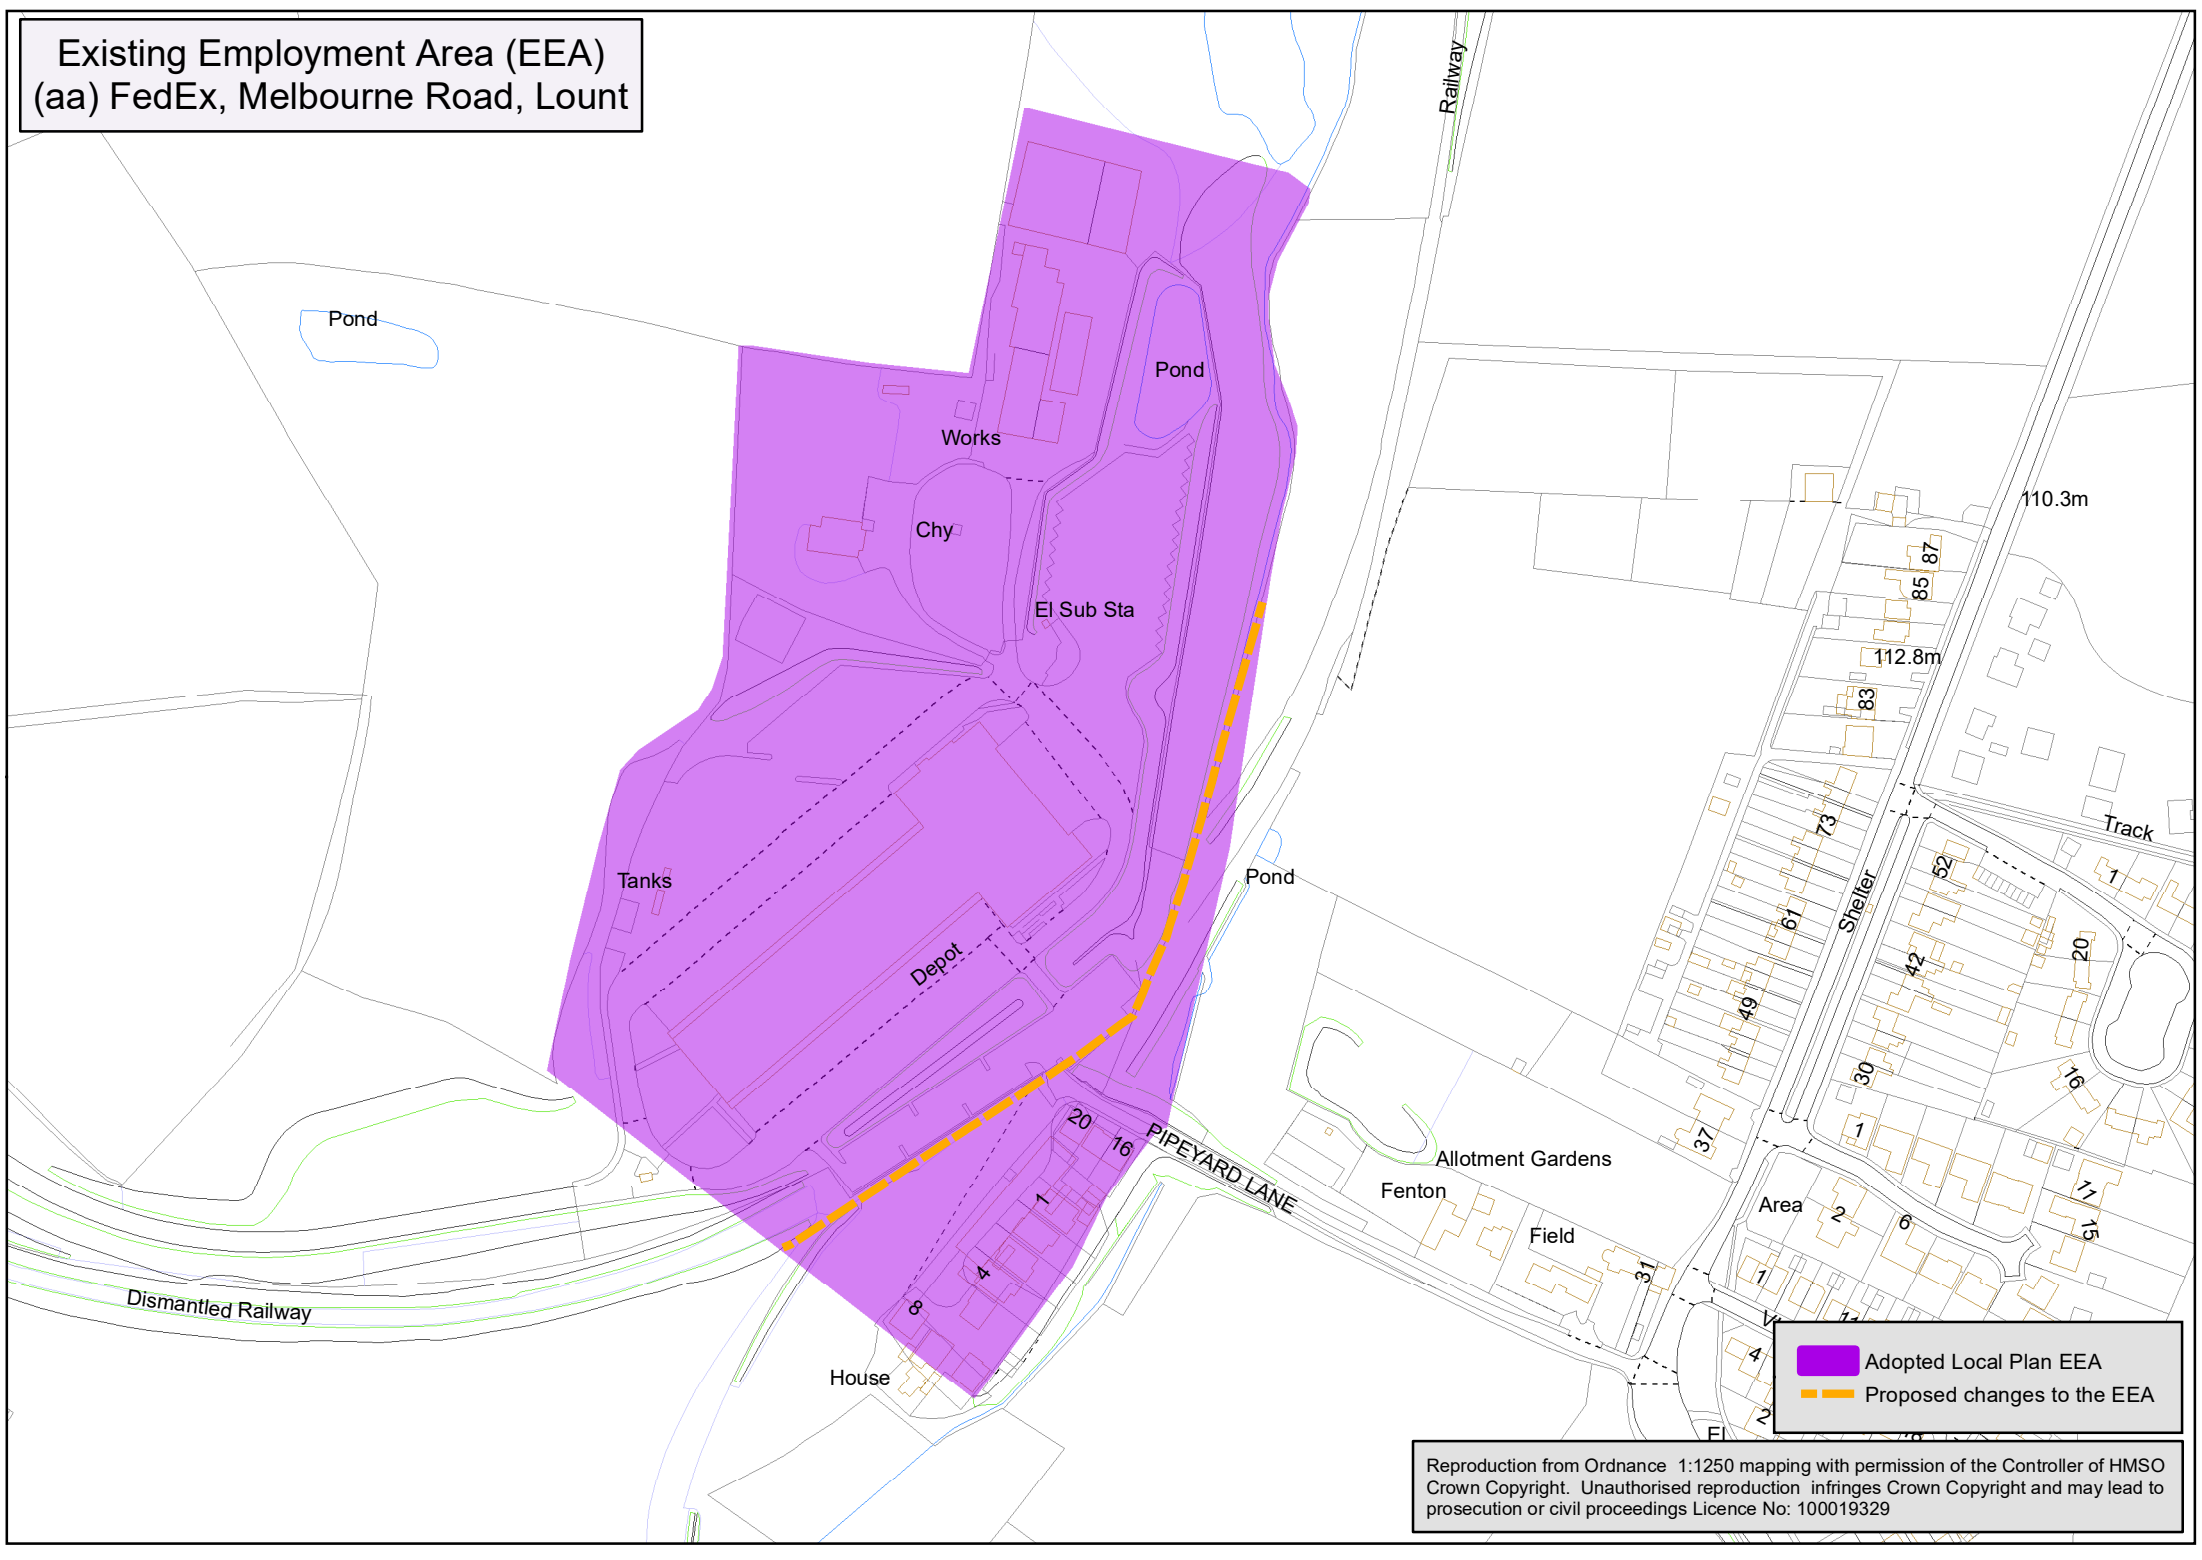 Existing Employment Area (EEA)
(aa) FedEx, Melbourne Road, Lount
Railway
Pond
Pond
Works
110.3m
Chy
87
85
El Sub Sta
112.8m
83
73
Track
Tanks
Pond
52
1
Shelter
61
20
Depot
42
49
30
16
20
16
PIPEYARD LANE
37
1
Allotment Gardens
Fenton
1
Area
2
6
11
15
Field
4
31
1
Dismantled Railway
8
11
House
4
2
El
Adopted Local Plan EEA
Proposed changes to the EEA
Reproduction from Ordnance 1:1250 mapping with permission of the Controller of HMSO
Crown Copyright. Unauthorised reproduction infringes Crown Copyright and may lead to
prosecution or civil proceedings Licence No: 100019329